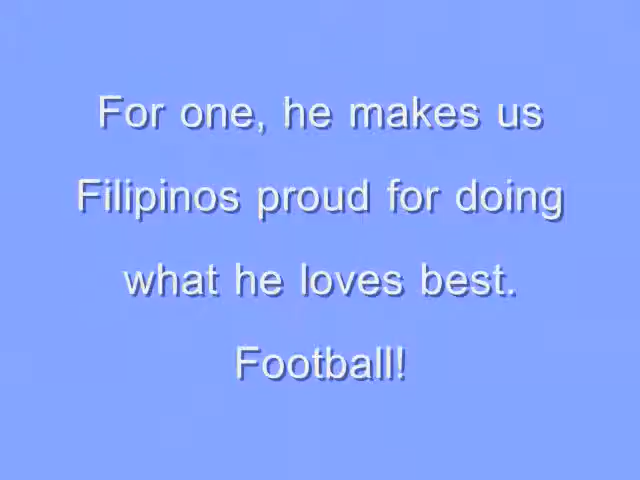 For one, he makes us
Filipinos proud for doing
what he loves best.
Football!